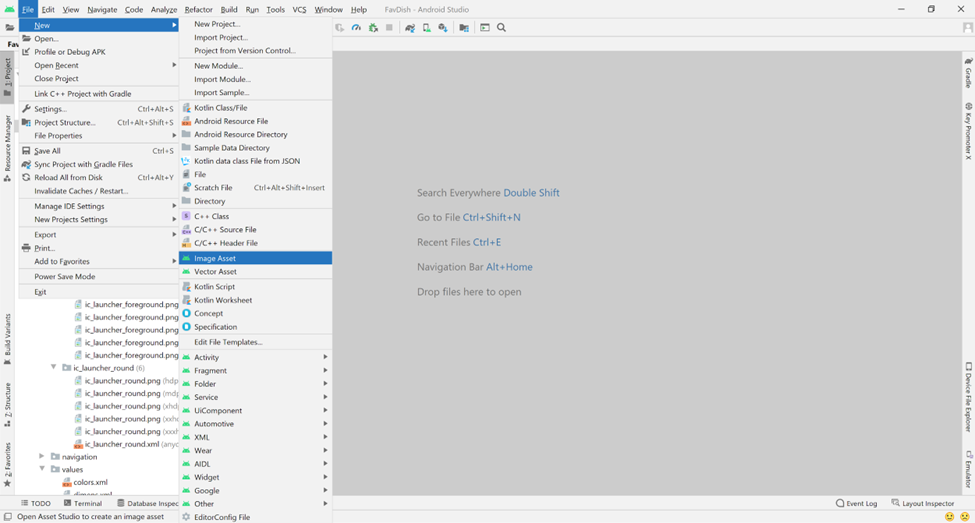 File Edit View Navigate Code Analyze Refactor Build Run Tools VCS Window Help FavDish - Android Studio
Fav
New
Open...
Profile or Debug APK
Open Recent
Close Project
Link C++ Project with Gradle
Settings... Ctrl+Alt+S
Project Structure... Ctrl+Alt+Shift+S
File Properties
Save All Ctrl+S
Sync Project with Gradle Files
Reload All from Disk Ctrl+Alt+Y
Invalidate Caches / Restart...
Manage IDE Settings
New Projects Settings
Export
Print...
Add to Favorites
Power Save Mode
Exit
New Project...
Import Project...
Project from Version Control...
New Module...
Import Module...
Import Sample...
Kotlin Class/File
Android Resource File
Android Resource Directory
Sample Data Directory
Kotlin data class File from JSON
File
Scratch File Ctrl+Alt+Shift+Insert
Directory
C++ Class
C/C++ Source File
C/C++ Header File
Image Asset
Vector Asset
Kotlin Script
Kotlin Worksheet
Concept
Specification
Edit File Templates...
Activity
Fragment
Folder
Service
UiComponent
Automotive
XML
Wear
AIDL
Widget
Google
Other
EditorConfig File
ic_launcher_foreground.png
ic_launcher_foreground.png
ic_launcher_foreground.png
ic_launcher_foreground.png
ic_launcher_foreground.png
ic_launcher_round (6)
ic_launcher_round.png (hdp
ic_launcher_round.png (mdp
ic_launcher_round.png (xhdp
ic_launcher_round.png (xxhd
ic_launcher_round.png (xxxh
ic_launcher_round.xml (anyd
navigation
values
colors.xml
dimens.xml
Search Everywhere Double Shift
Go to File Ctrl+Shift+N
Recent Files Ctrl+E
Navigation Bar Alt+Home
Drop files here to open
1: Project
Resource Manager
Build Variants
Z: Structure
2: Favorites
Gradle
Key Promoter X
Device File Explorer
Emulator
TODO Terminal Database Inspec Event Log Layout Inspector
Open Asset Studio to create an image asset